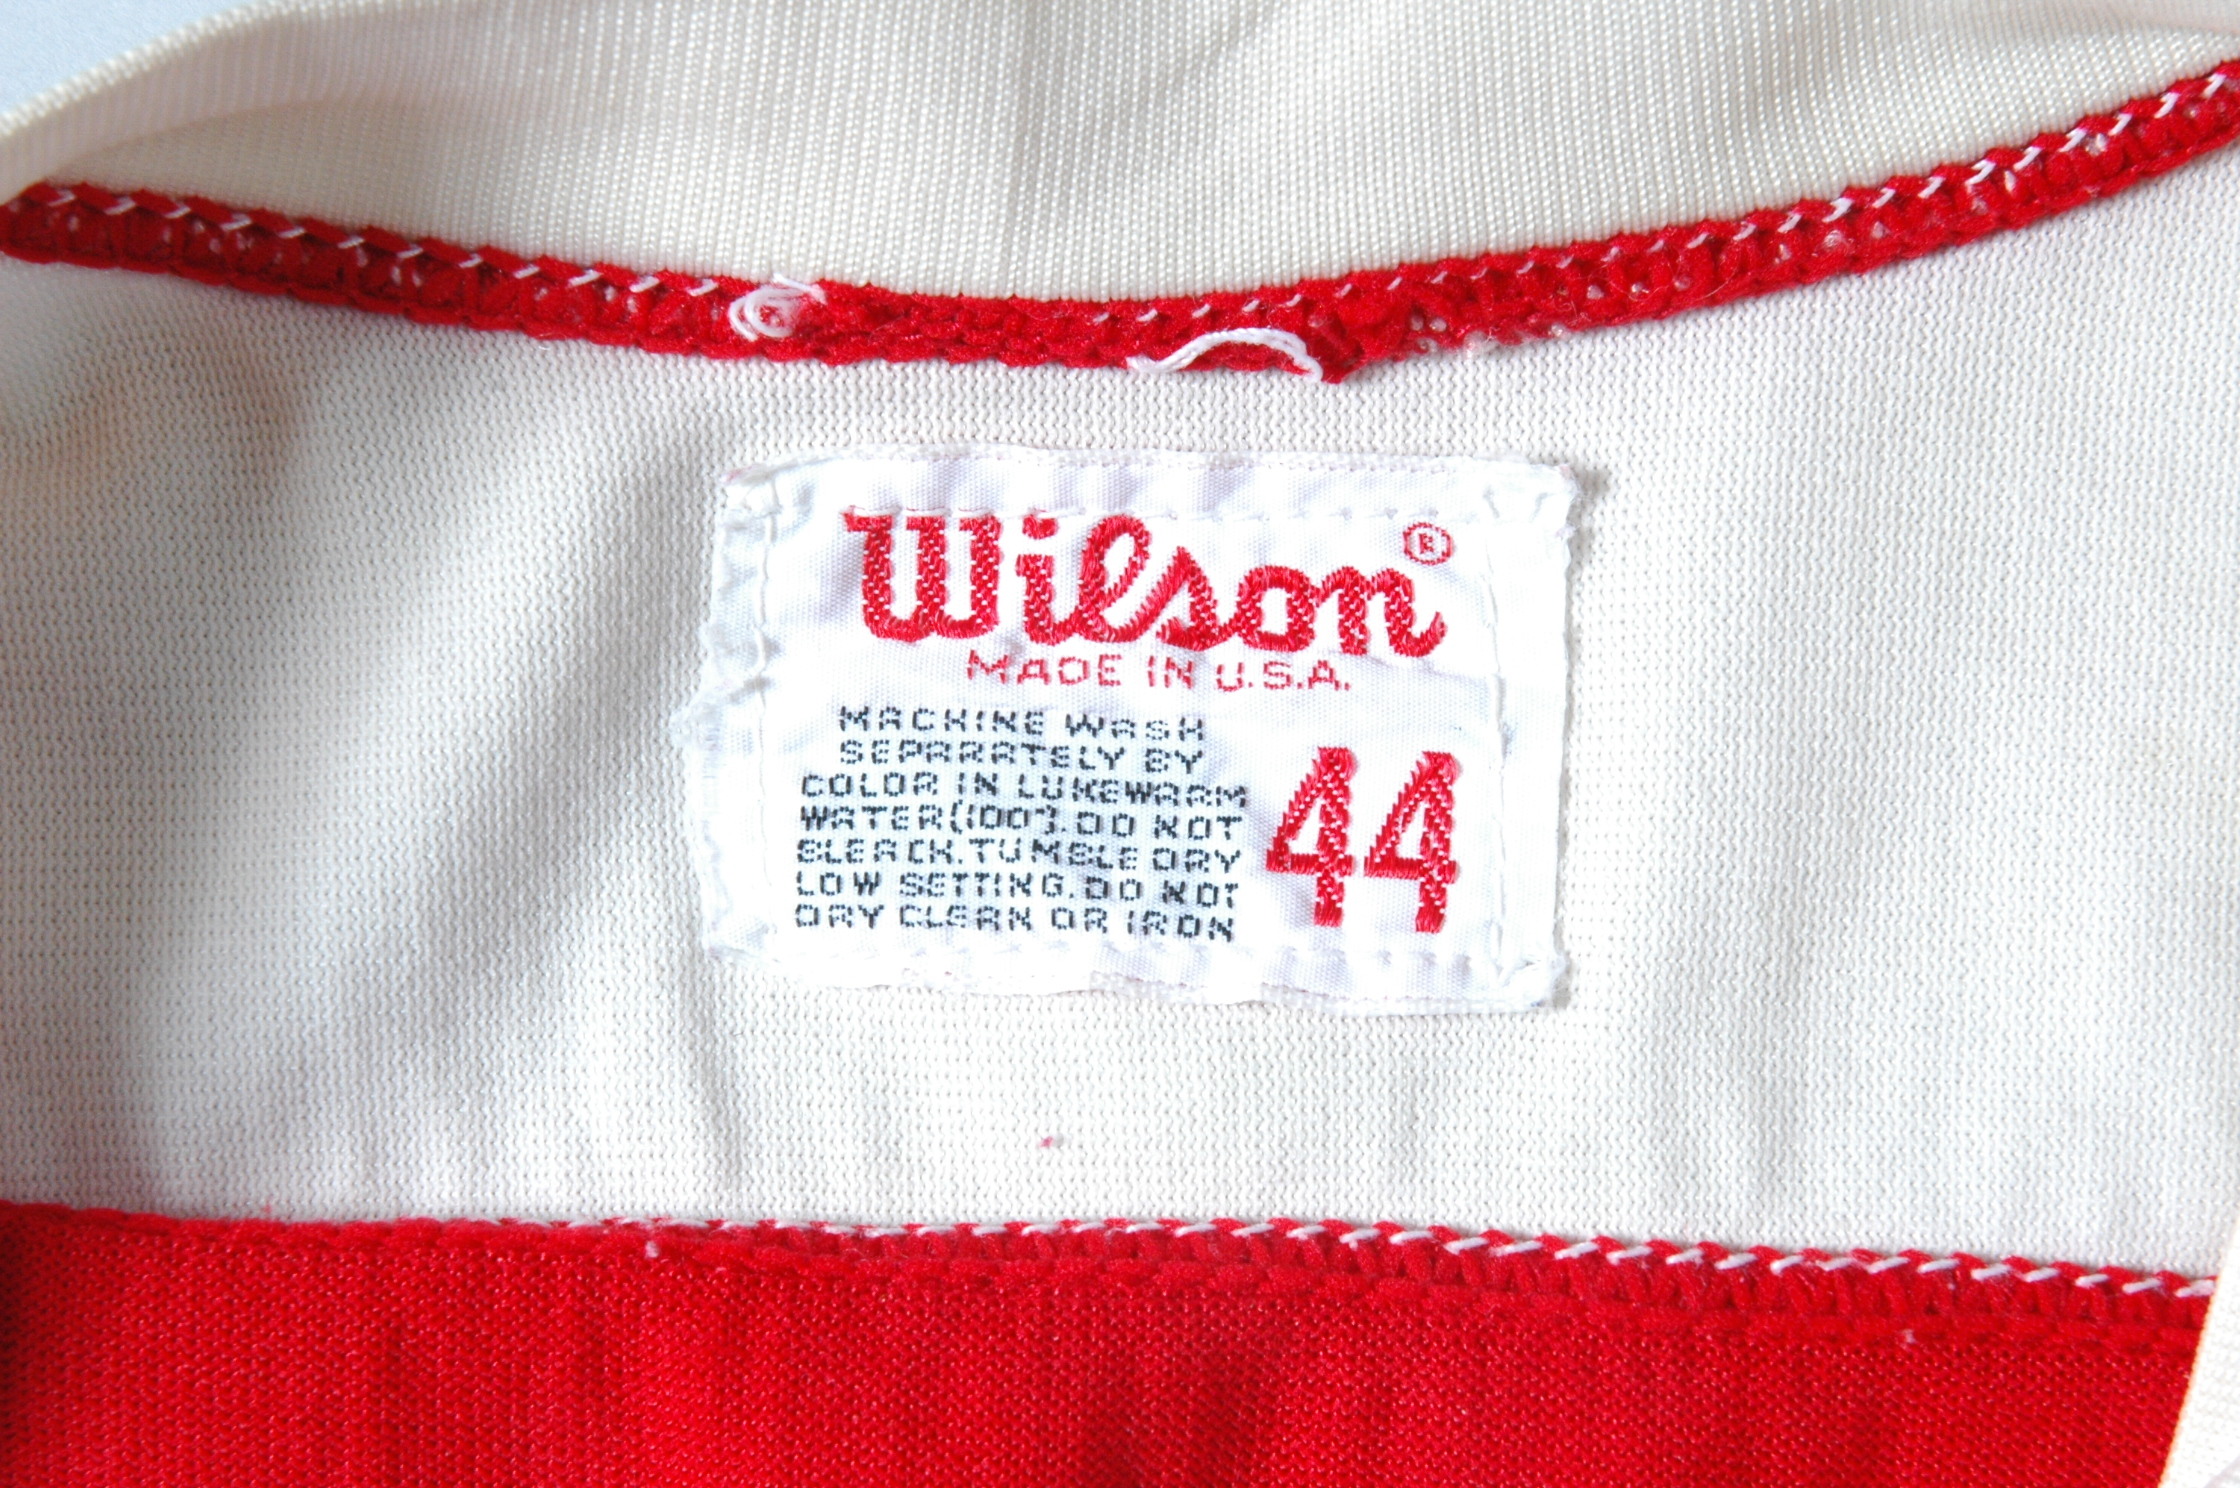 Wilson®
MADE IN U.S.A.
MACHINE WASH
SEPARATELY BY
COLOR IN LUKEWARM
WATER(100°).DO NOT
BLEACH.TUMBLE DRY
LOW SETTING.DO NOT
DRY CLEAN OR IRON
44